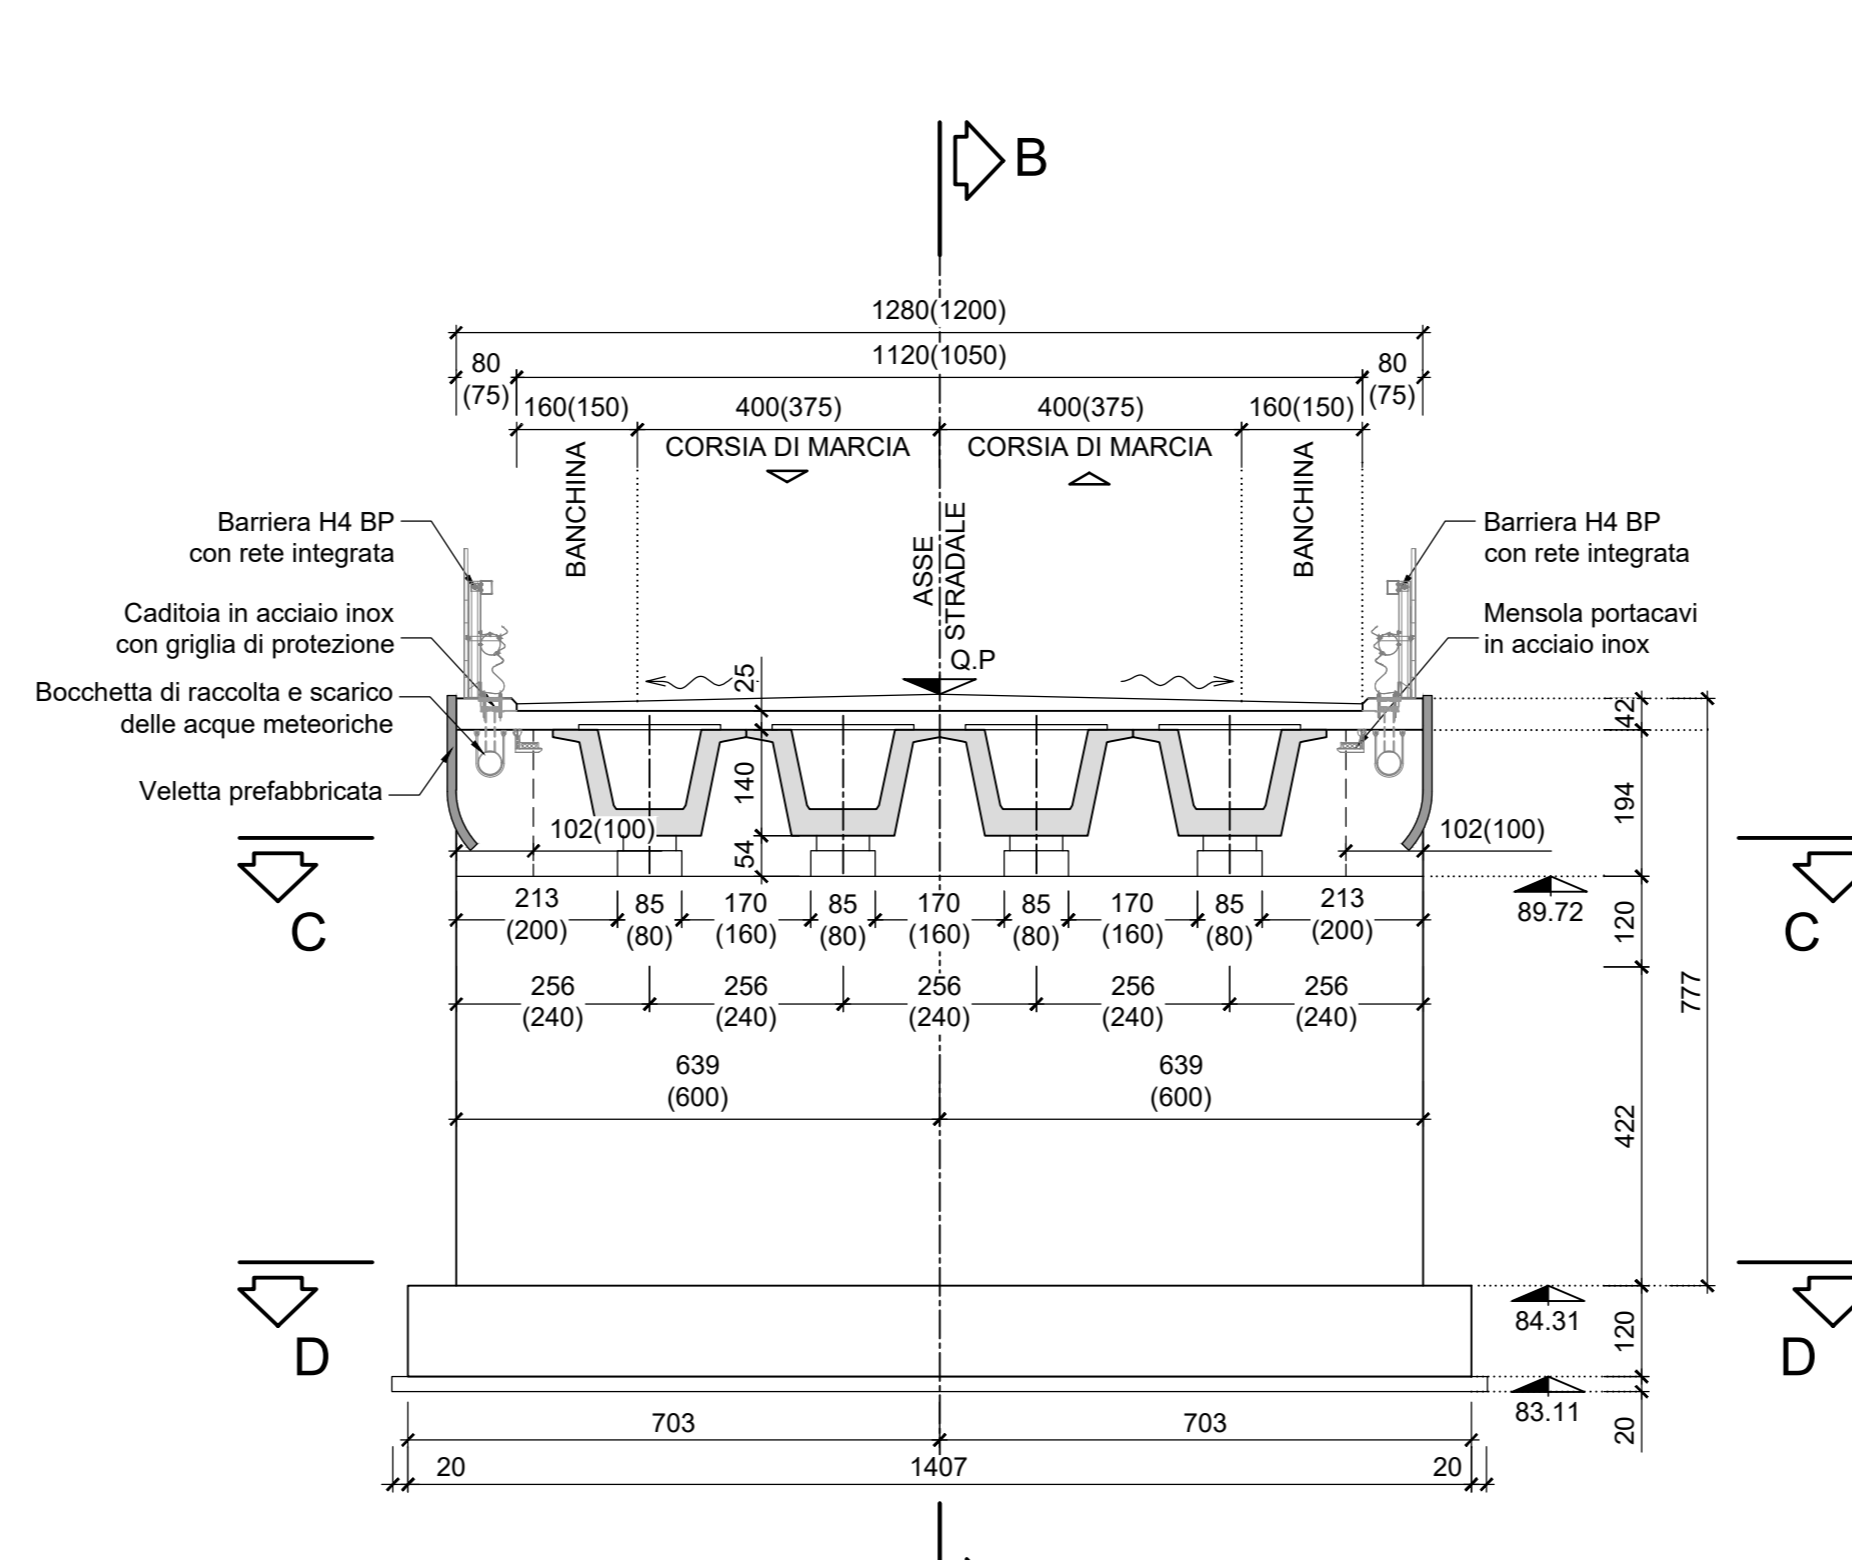 B
1280(1200)
1120(1050)
80
(75)
80
(75)
160(150)
400(375)
400(375)
160(150)
CORSIA DI MARCIA
CORSIA DI MARCIA
BANCHINA
BANCHINA
ASSE
STRADALE
Barriera H4 BP
con rete integrata
Barriera H4 BP
con rete integrata
Caditoia in acciaio inox
con griglia di protezione
Mensola portacavi
in acciaio inox
Q.P
25
Bocchetta di raccolta e scarico
delle acque meteoriche
42
Veletta prefabbricata
140
194
102(100)
102(100)
54
C
C
213
(200)
85
(80)
170
(160)
85
(80)
170
(160)
85
(80)
170
(160)
85
(80)
213
(200)
89.72
120
777
256
(240)
256
(240)
256
(240)
256
(240)
256
(240)
639
(600)
639
(600)
422
D
D
84.31
120
83.11
20
703
703
20
1407
20